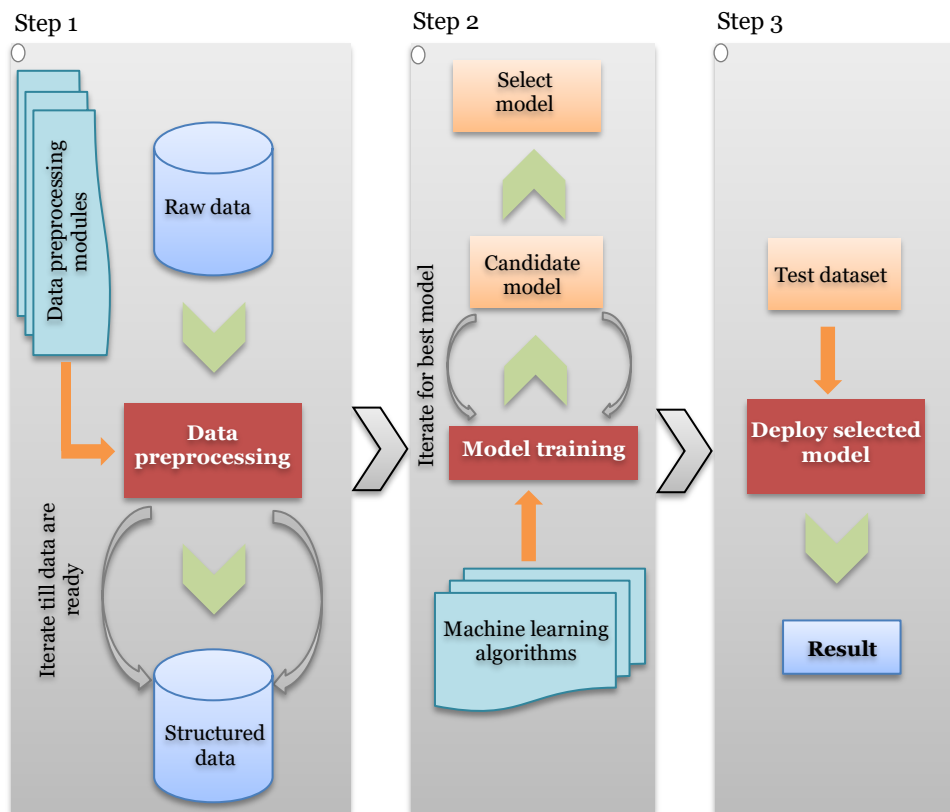 Step 1
Data preprocessing
modules
Raw data
Data
preprocessing
Iterate till data are
ready
Structured
data
Step 2
Select
model
Candidate
model
Iterate for best model
Model training
Machine learning
algorithms
Step 3
Test dataset
Deploy selected
model
Result